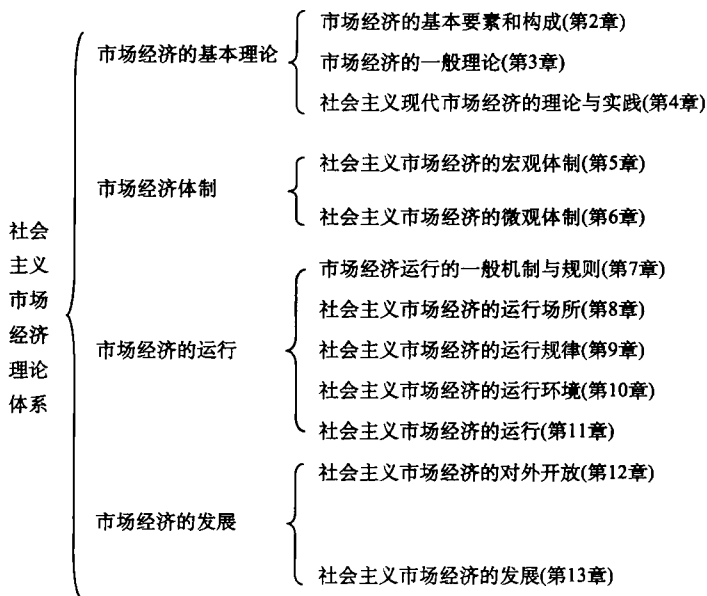 社会
主义
市场
经济
理论
体系
市场经济的基本理论
市场经济的基本要素和构成(第2章)
市场经济的一般理论(第3章)
社会主义现代市场经济的理论与实践(第4章)
市场经济体制
社会主义市场经济的宏观体制(第5章)
社会主义市场经济的微观体制(第6章)
市场经济的运行
市场经济运行的一般机制与规则(第7章)
社会主义市场经济的运行场所(第8章)
社会主义市场经济的运行规律(第9章)
社会主义市场经济的运行环境(第10章)
社会主义市场经济的运行(第11章)
市场经济的发展
社会主义市场经济的对外开放(第12章)
社会主义市场经济的发展(第13章)